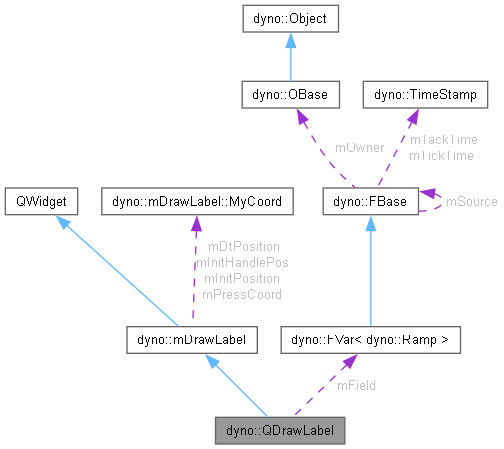 dyno::Object
dyno::OBase
dyno::TimeStamp
mOwner
mTackTime
mTickTime
QWidget
dyno::mDrawLabel::MyCoord
dyno::FBase
mSource
mDtPosition
mInitHandlePos
mInitPosition
mPressCoord
dyno::mDrawLabel
dyno::FVar< dyno::Ramp >
mField
dyno::QDrawLabel